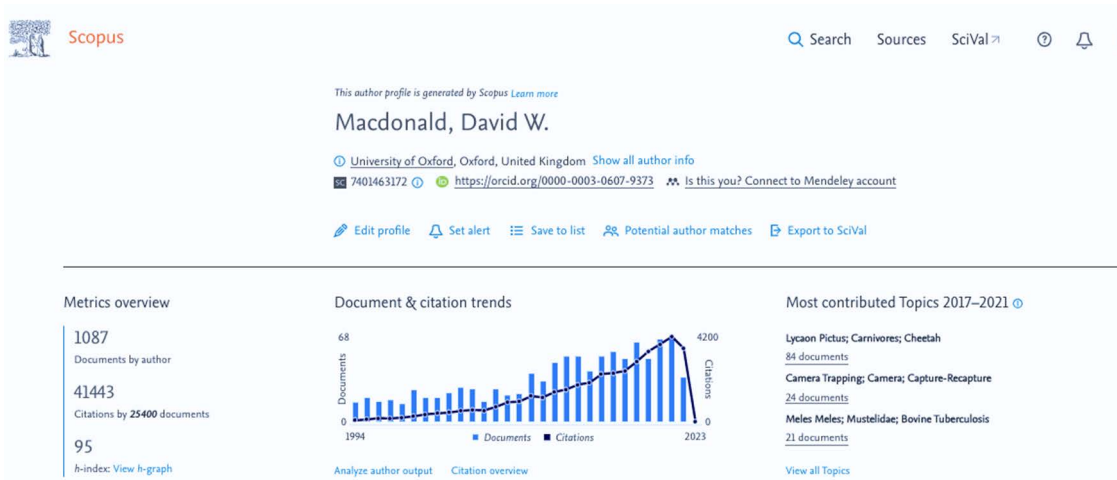 Scopus
Search Sources SciVal
This author profile is generated by Scopus Learn more
Macdonald, David W.
University of Oxford, Oxford, United Kingdom Show all author info
SC 7401463172 iD https://orcid.org/0000-0003-0607-9373 Is this you? Connect to Mendeley account
Edit profile Set alert Save to list Potential author matches Export to SciVal
Metrics overview
1087
Documents by author
41443
Citations by 25400 documents
95
h-index: View h-graph
Document & citation trends
68
4200
Documents
Citations
0
0
1994
2023
Documents Citations
Analyze author output Citation overview
Most contributed Topics 2017–2021
Lycaon Pictus; Carnivores; Cheetah
84 documents
Camera Trapping; Camera; Capture-Recapture
24 documents
Meles Meles; Mustelidae; Bovine Tuberculosis
21 documents
View all Topics